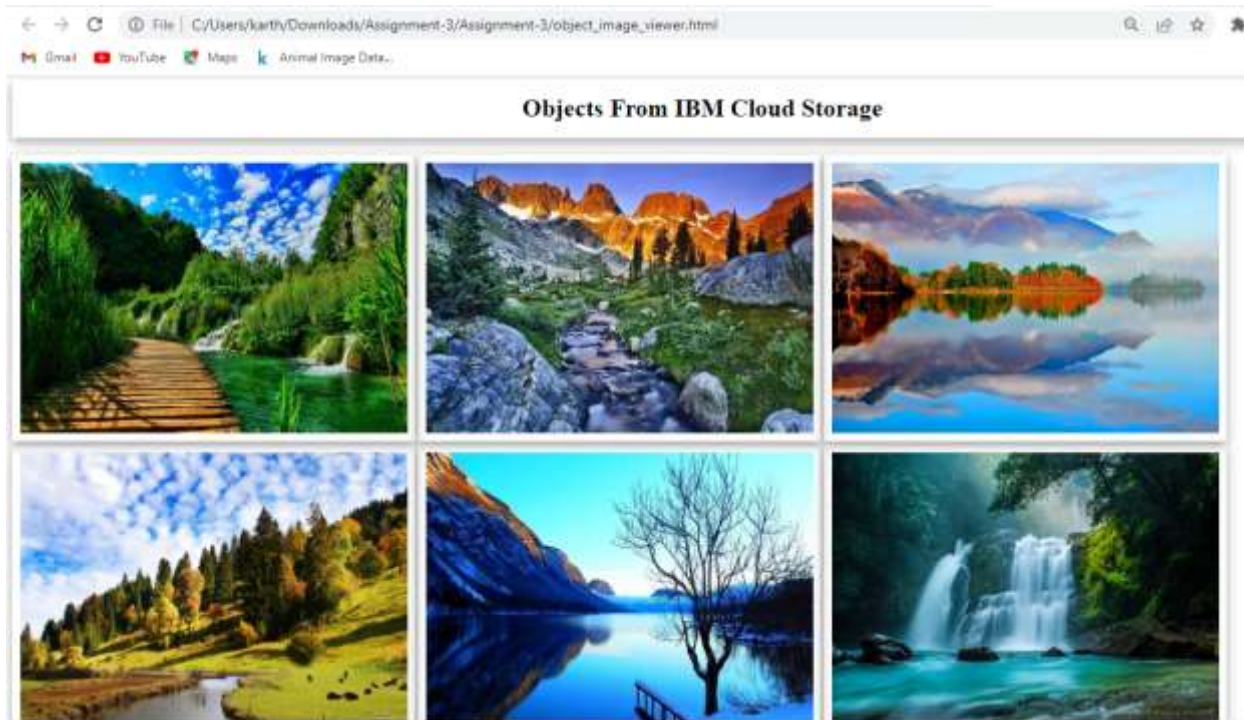 File | C:/Users/karth/Downloads/Assignment-3/Assignment-3/object_image_viewer.html
Gmail YouTube Maps Animal Image Data...
Objects From IBM Cloud Storage